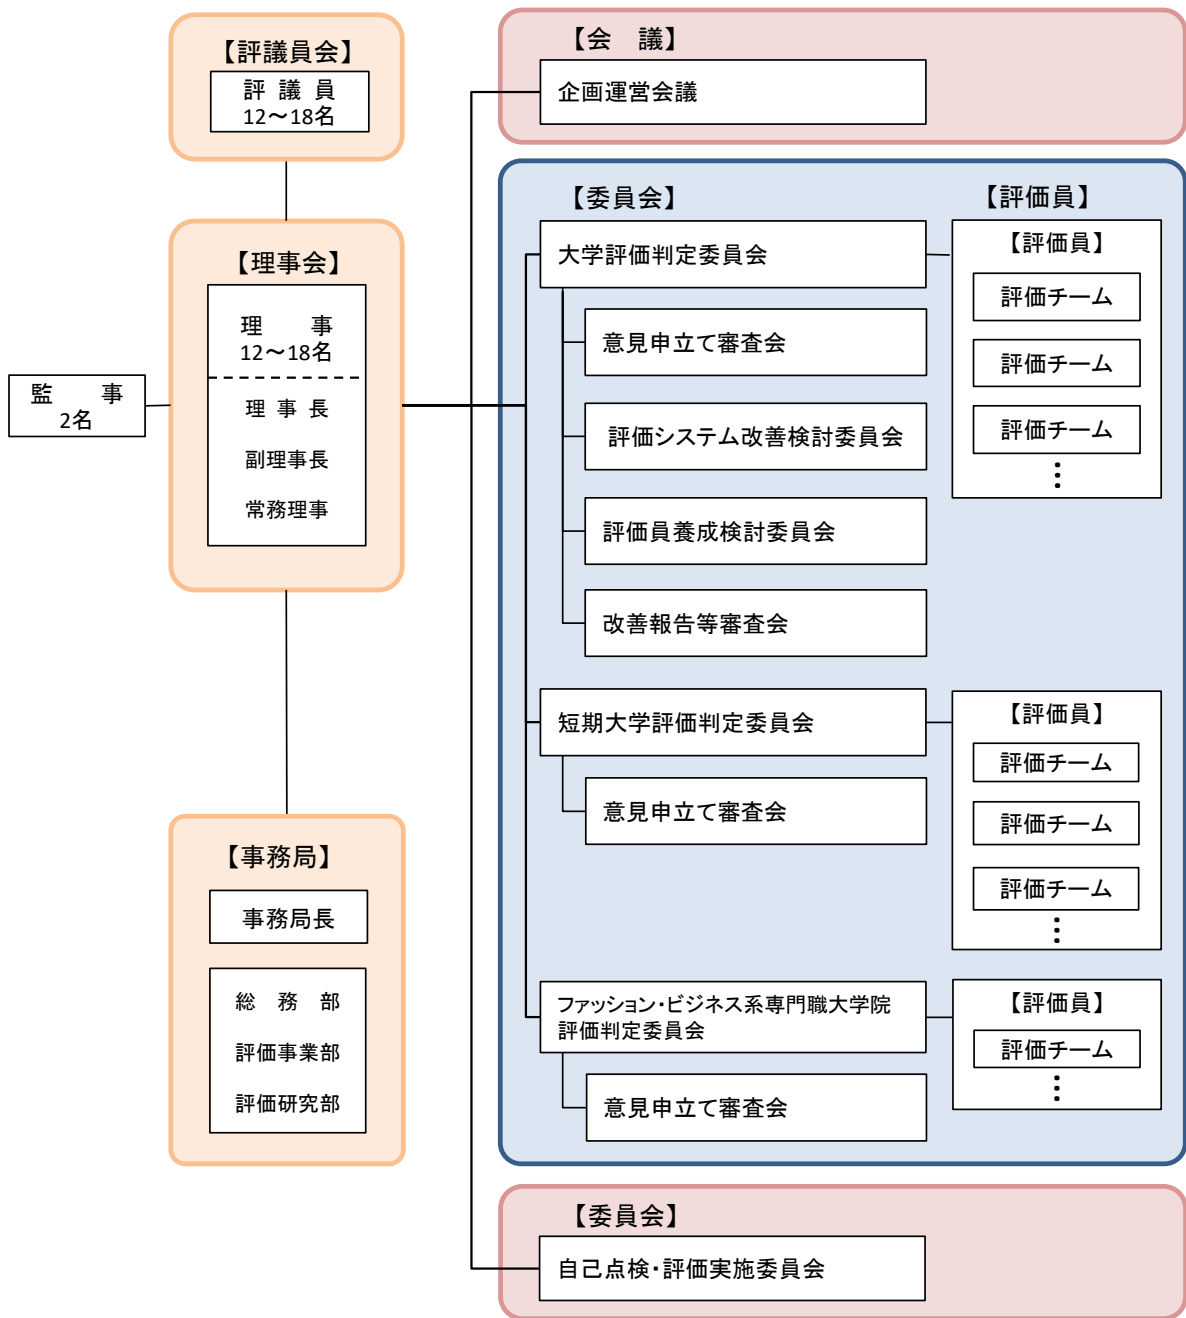 【評議員会】
評 議 員
12～18名
【理事会】
理　　事
12～18名
理 事 長
副理事長
常務理事
監　　事
2名
【事務局】
事務局長
総　務　部
評価事業部
評価研究部
【会　議】
企画運営会議
【委員会】
【評価員】
大学評価判定委員会
意見申立て審査会
評価システム改善検討委員会
評価員養成検討委員会
改善報告等審査会
【評価員】
評価チーム
評価チーム
評価チーム
⋮
短期大学評価判定委員会
意見申立て審査会
【評価員】
評価チーム
評価チーム
評価チーム
⋮
ファッション・ビジネス系専門職大学院
評価判定委員会
意見申立て審査会
【評価員】
評価チーム
⋮
【委員会】
自己点検・評価実施委員会